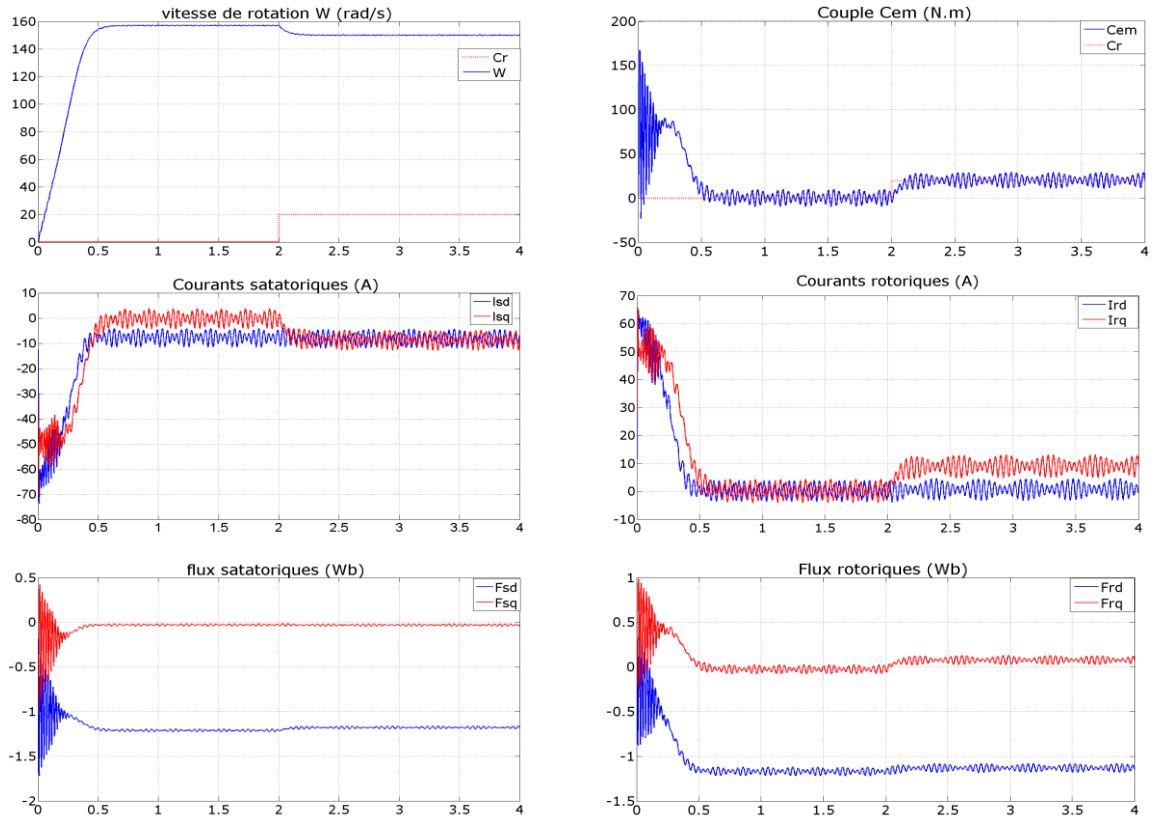 vitesse de rotation W (rad/s)
160
140
120
100
80
60
40
20
0
0 0.5 1 1.5 2 2.5 3 3.5 4
Cr
W
Couple Cem (N.m)
200
150
100
50
0
-50
0 0.5 1 1.5 2 2.5 3 3.5 4
Cem
Cr
Courants satatoriques (A)
10
0
-10
-20
-30
-40
-50
-60
-70
-80
0 0.5 1 1.5 2 2.5 3 3.5 4
Isd
Isq
Courants rotoriques (A)
70
60
50
40
30
20
10
0
-10
0 0.5 1 1.5 2 2.5 3 3.5 4
Ird
Irq
flux satatoriques (Wb)
0.5
0
-0.5
-1
-1.5
-2
0 0.5 1 1.5 2 2.5 3 3.5 4
Fsd
Fsq
Flux rotoriques (Wb)
1
0.5
0
-0.5
-1
-1.5
0 0.5 1 1.5 2 2.5 3 3.5 4
Frd
Frq